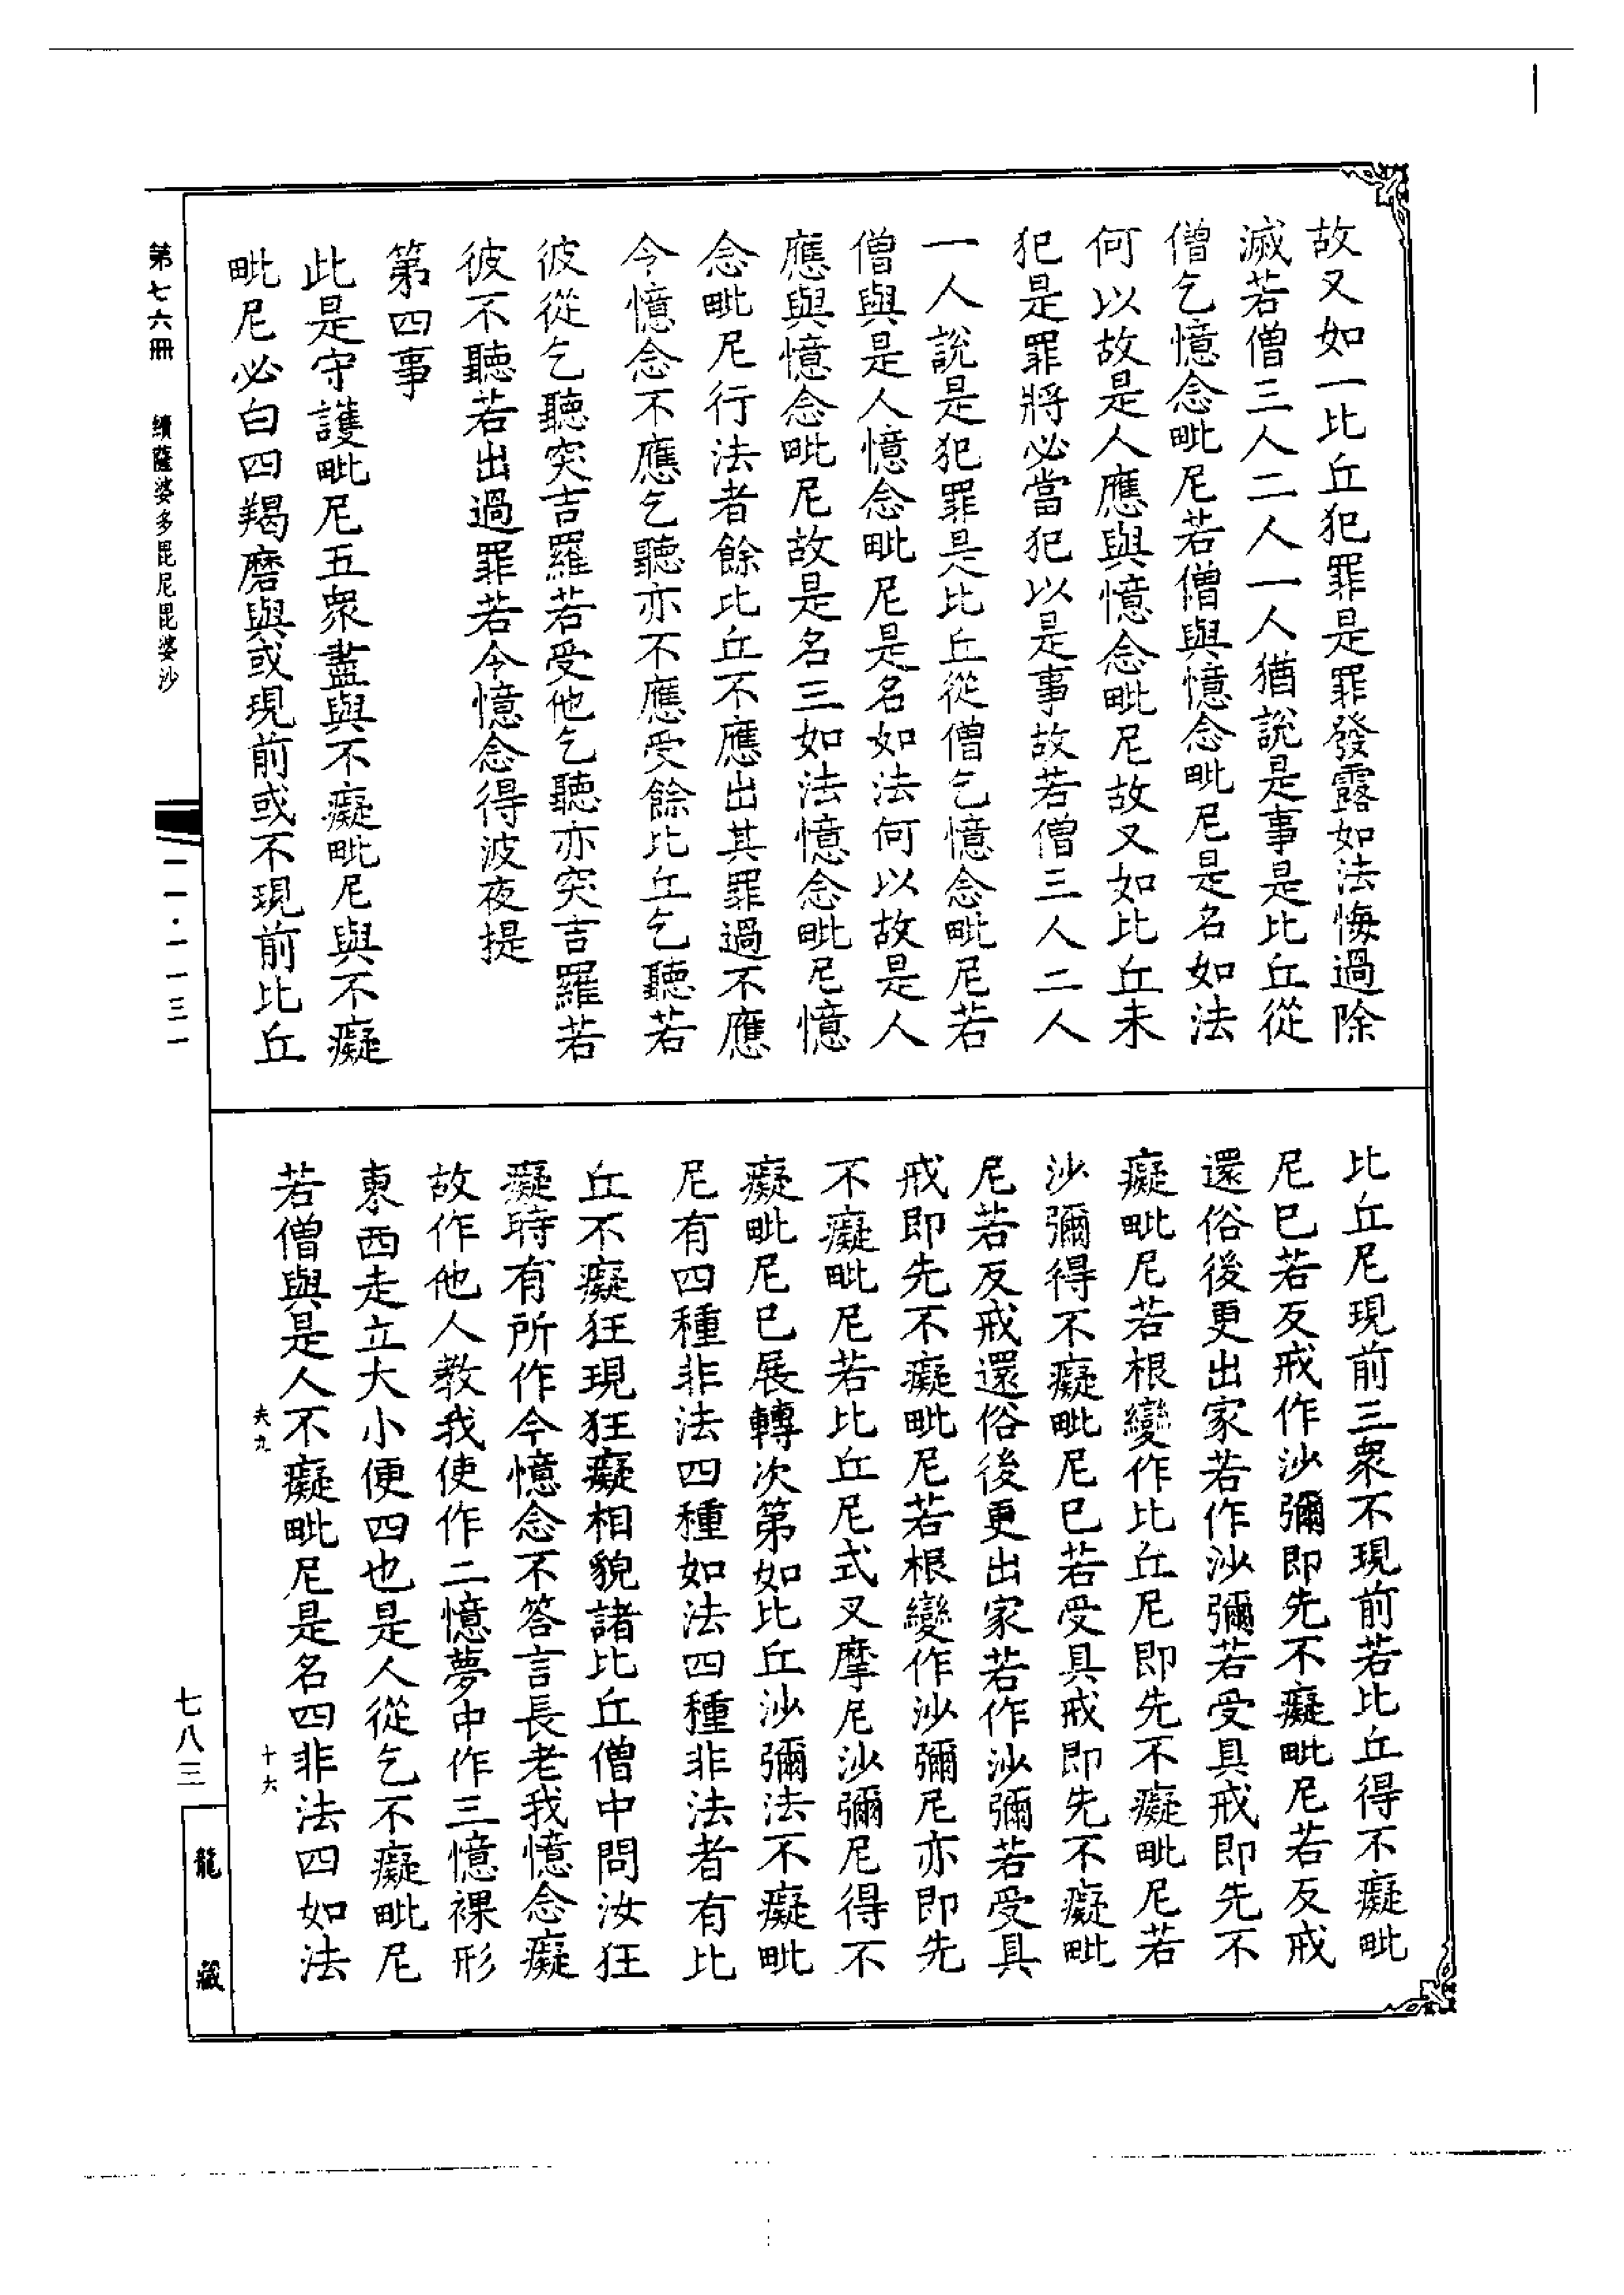 故又如一比丘犯罪是罪發露如法悔過除
滅若僧三人二人一人猶說是事是比丘從
僧乞憶念毗尼若僧與憶念毗尼是名如法
何以故是人應與憶念毗尼故又如比丘未
犯是罪將必當犯以是事故若僧三人二人
一人說是犯罪是比丘從僧乞憶念毗尼若
僧與是人憶念毗尼是名如法何以故是人
應與憶念毗尼故是名三如法憶念毗尼憶
念毗尼行法者餘比丘不應出其罪過不應
令憶念不應乞聽亦不應受餘比丘乞聽若
彼從乞聽突吉羅若受他乞聽亦突吉羅若
彼不聽若出過罪若令憶念得波夜提
第四事
此是守護毗尼五眾盡與不癡毗尼與不癡
毗尼必白四羯磨與或現前或不現前比丘
比丘尼現前三眾不現前若比丘得不癡毗
尼已若反戒作沙彌即先不癡毗尼若反戒
還俗後更出家若作沙彌若受具戒即先不
癡毗尼若根變作比丘尼即先不癡毗尼若
沙彌得不癡毗尼已若受具戒即先不癡毗
尼若反戒還俗後更出家若作沙彌若受具
戒即先不癡毗尼若根變作沙彌尼亦即先
不癡毗尼若比丘尼式叉摩尼沙彌尼得不
癡毗尼已展轉次第如比丘沙彌法不癡毗
尼有四種非法四種如法四種非法者有比
丘不癡狂現狂癡相貌諸比丘僧中問汝狂
癡時有所作今憶念不答言長老我憶念癡
故作他人教我使作二憶夢中作三憶裸形
東西走立大小便四也是人從乞不癡毗尼
若僧與是人不癡毗尼是名四非法四如法
夫九
十六
第七六冊
續薩婆多毘尼毘婆沙
一一·一一三一
七八三
龍藏